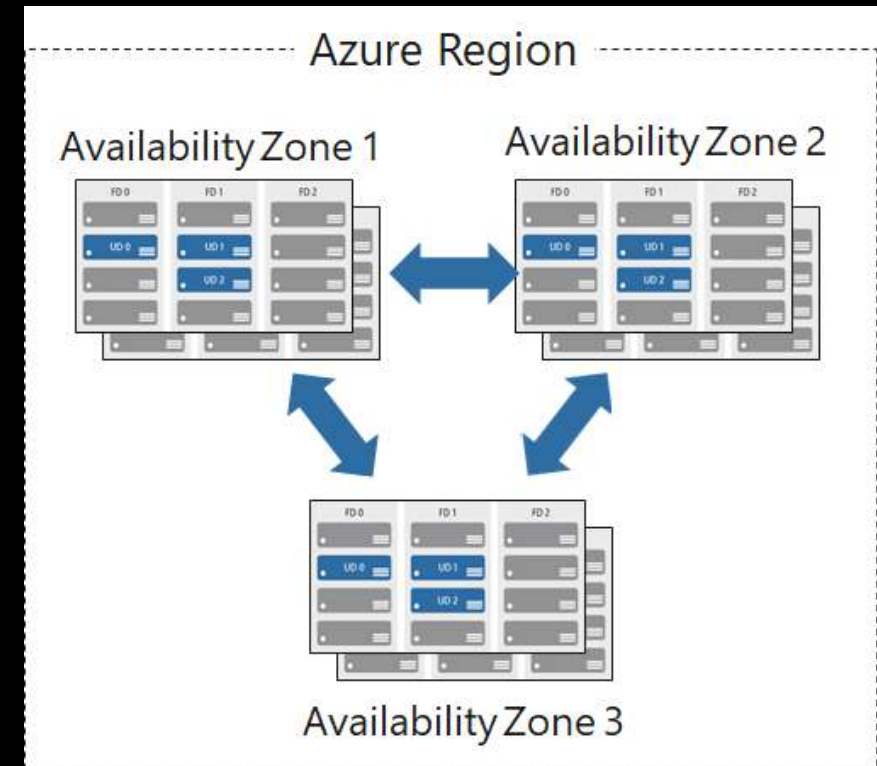 Azure Region
Availability Zone 1
FD 0 FD 1 FD 2
UD 0 UD 1
UD 2
Availability Zone 2
FD 0 FD 1 FD 2
UD 0 UD 1
UD 2
FD 0 FD 1 FD 2
UD 0 UD 1
UD 2
Availability Zone 3